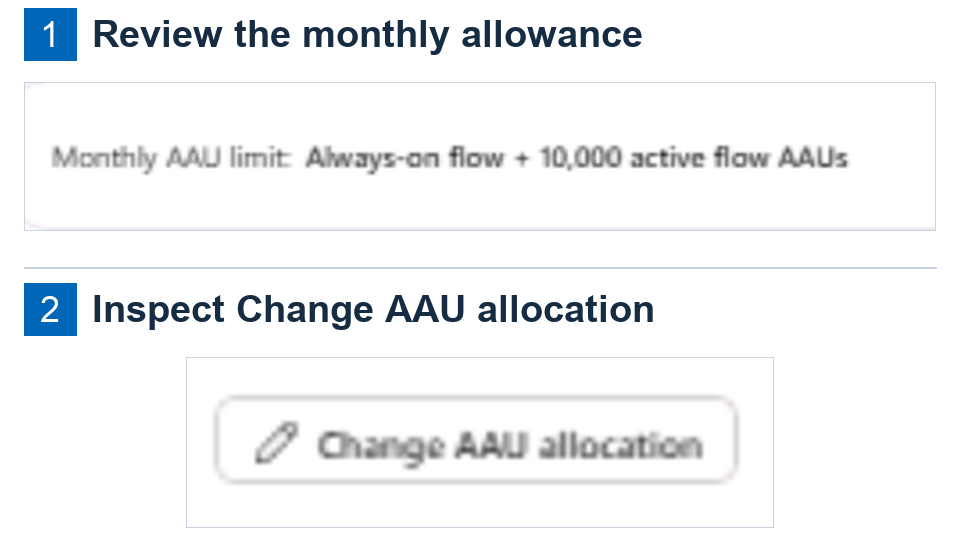 1 Review the monthly allowance
Monthly AAU limit: Always-on flow + 10,000 active flow AAUs
2 Inspect Change AAU allocation
Change AAU allocation